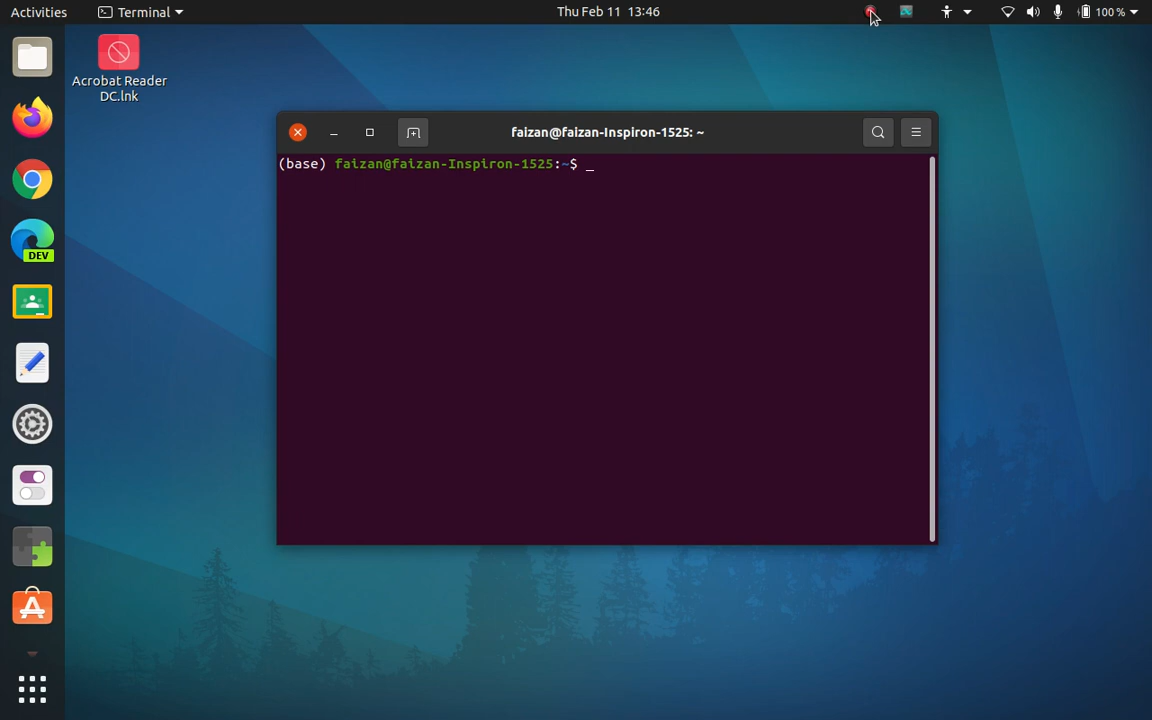 Activities Terminal Thu Feb 11 13:46 100 %
Acrobat Reader
DC.lnk
faizan@faizan-Inspiron-1525: ~
(base) faizan@faizan-Inspiron-1525:~$ _
DEV